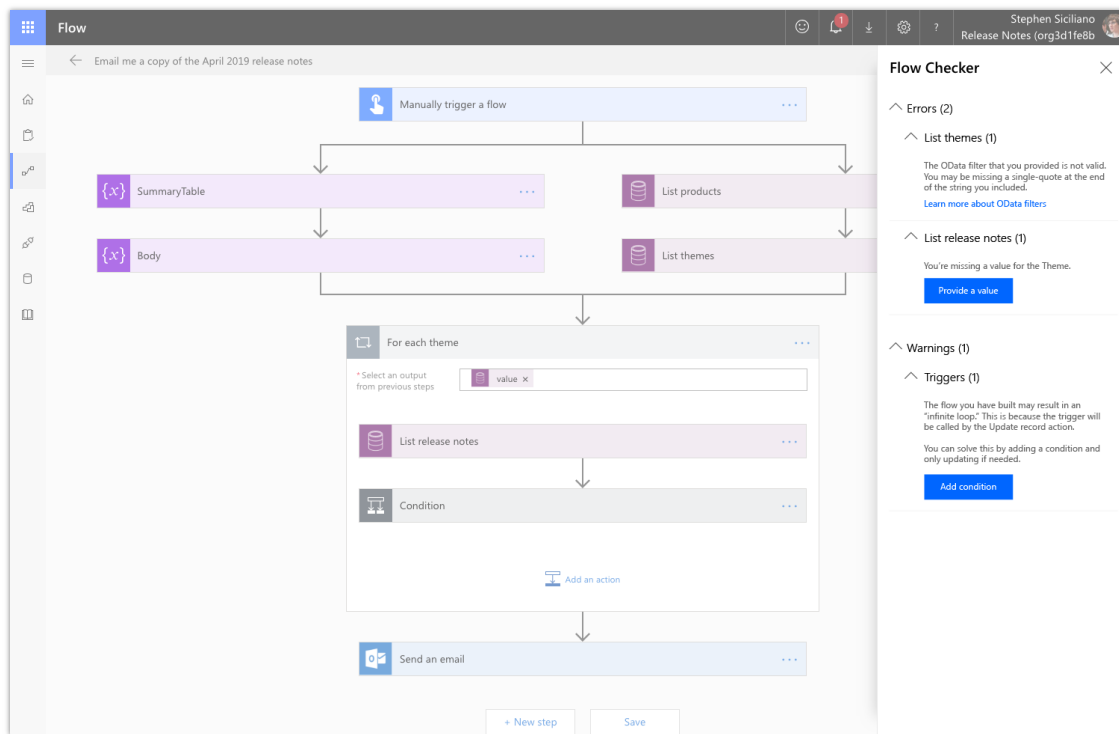 Flow
1
?
Stephen Siciliano
Release Notes (org3d1fe8b
Email me a copy of the April 2019 release notes
Manually trigger a flow
{x} SummaryTable
List products
{x} Body
List themes
For each theme
*Select an output
from previous steps
value ×
List release notes
Condition
Add an action
Send an email
+ New step
Save
Flow Checker
Errors (2)
List themes (1)
The OData filter that you provided is not valid.
You may be missing a single-quote at the end
of the string you included.
Learn more about OData filters
List release notes (1)
You're missing a value for the Theme.
Provide a value
Warnings (1)
Triggers (1)
The flow you have built may result in an
"infinite loop." This is because the trigger will
be called by the Update record action.
You can solve this by adding a condition and
only updating if needed.
Add condition